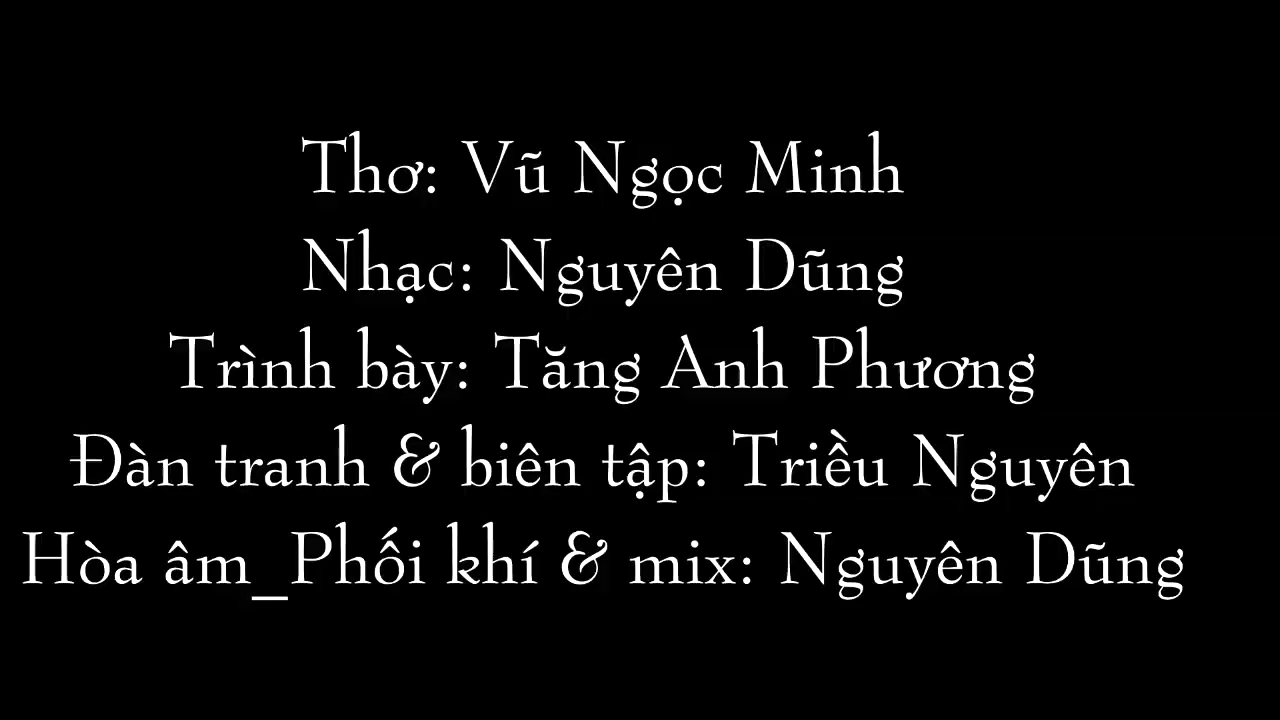 Thơ: Vũ Ngọc Minh
Nhạc: Nguyên Dũng
Trình bày: Tăng Anh Phương
Đàn tranh & biên tập: Triều Nguyên
Hòa âm_Phối khí & mix: Nguyên Dũng